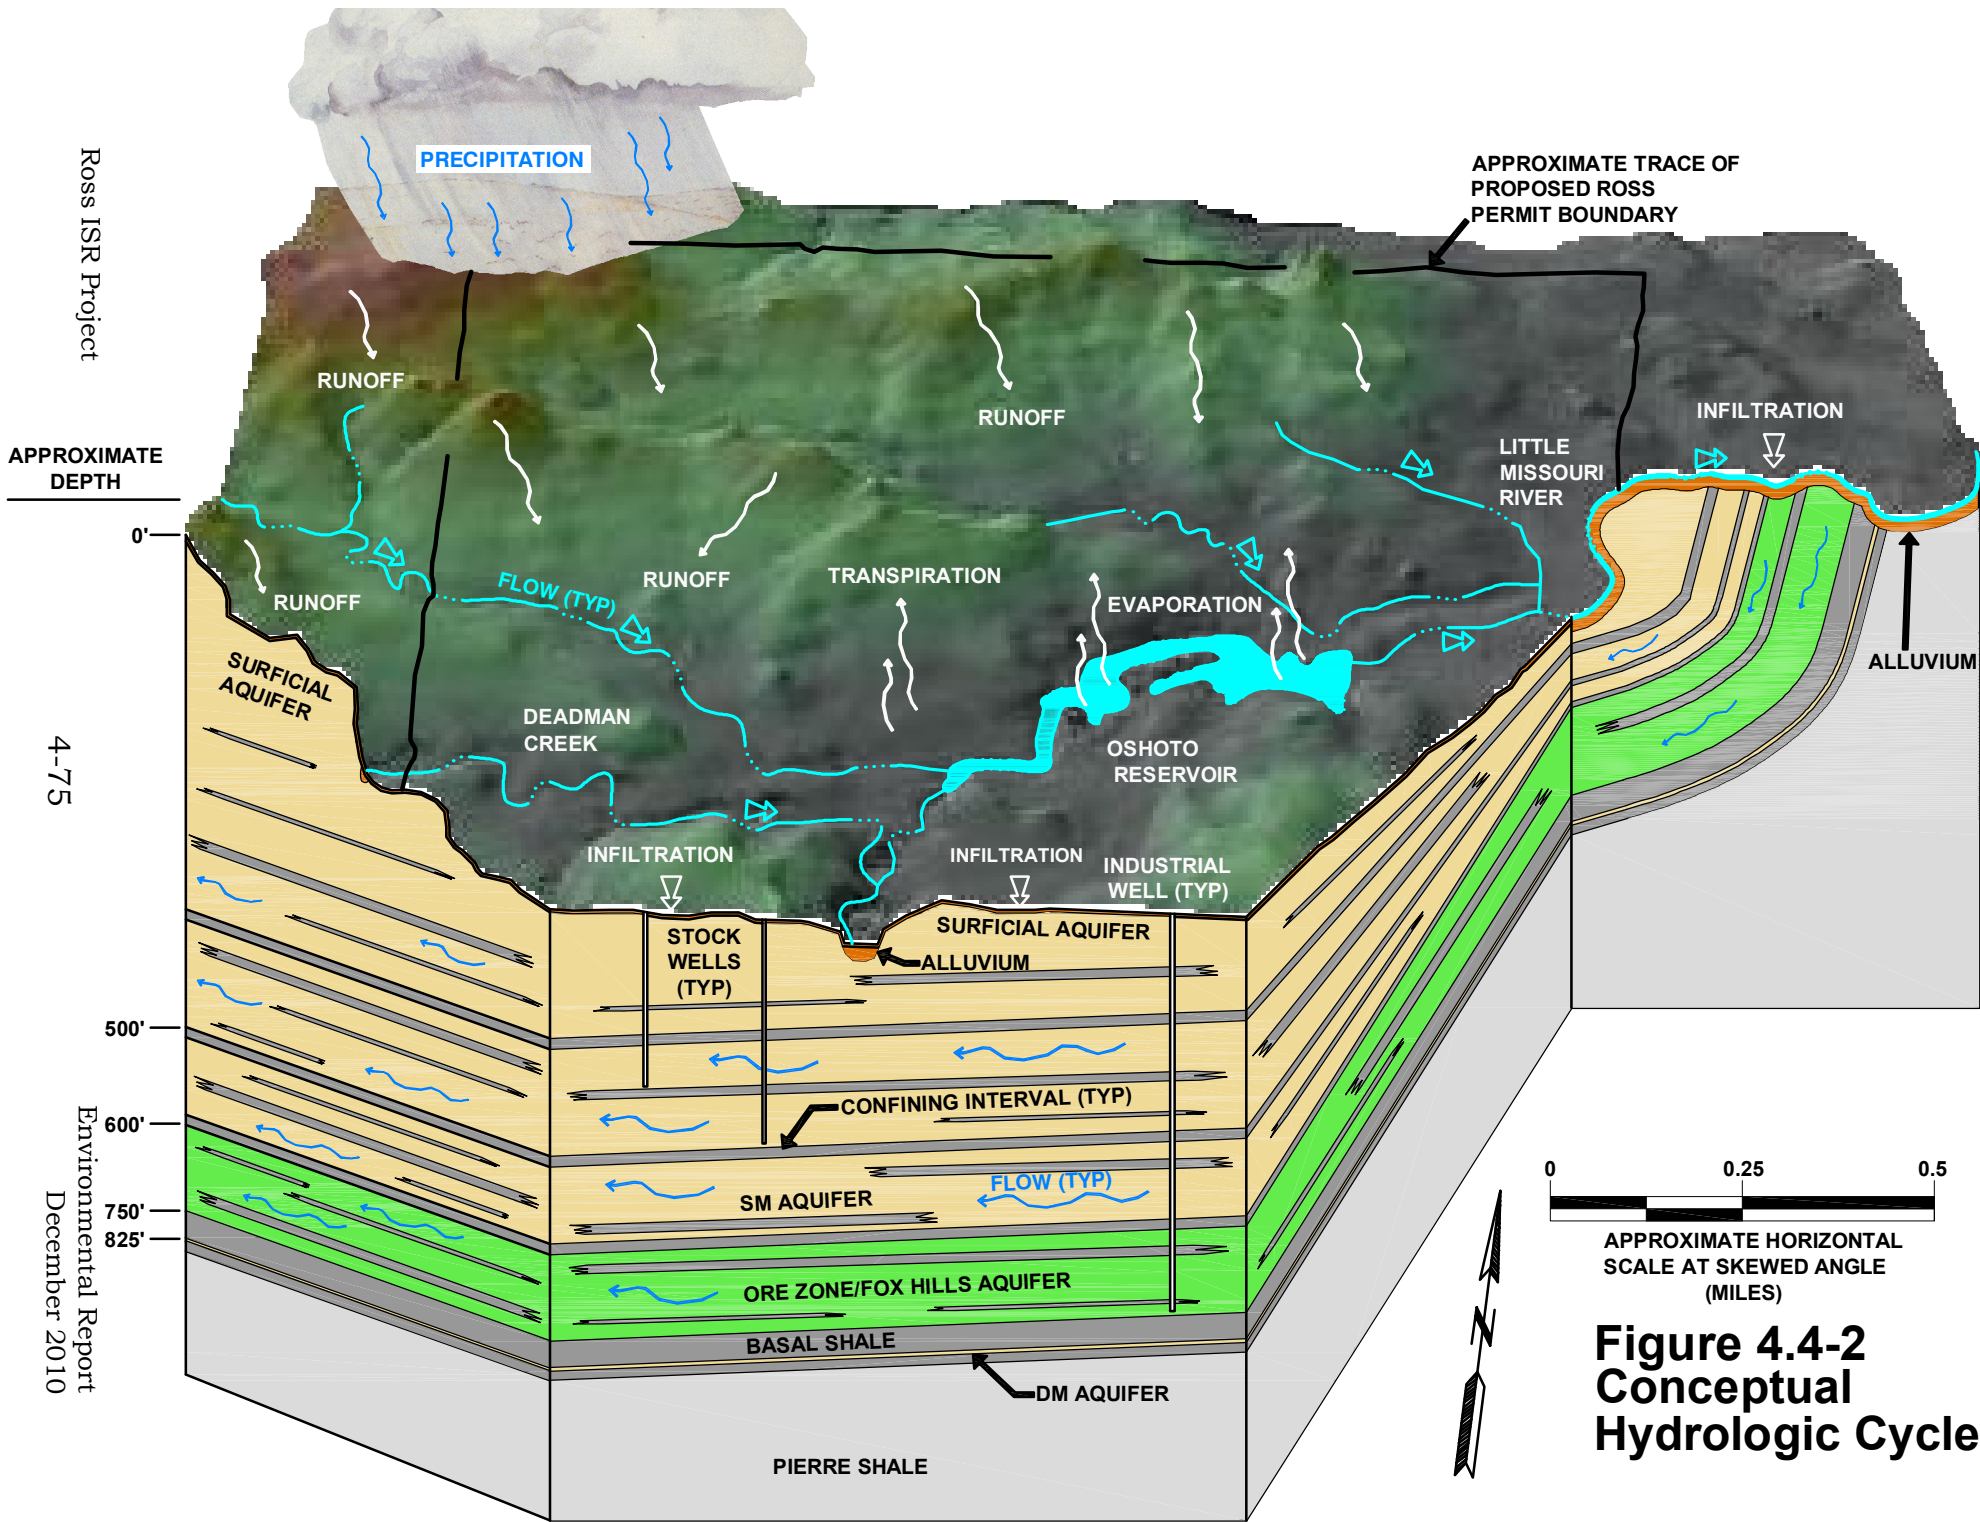 Ross ISR Project
4-75
Environmental Report
December 2010
PRECIPITATION
APPROXIMATE TRACE OF
PROPOSED ROSS
PERMIT BOUNDARY
RUNOFF
RUNOFF
INFILTRATION
LITTLE
MISSOURI
RIVER
APPROXIMATE
DEPTH
0'
FLOW (TYP)
RUNOFF
TRANSPIRATION
RUNOFF
EVAPORATION
ALLUVIUM
SURFICIAL
AQUIFER
DEADMAN
CREEK
OSHOTO
RESERVOIR
INFILTRATION
INFILTRATION
INDUSTRIAL
WELL (TYP)
STOCK
WELLS
(TYP)
SURFICIAL AQUIFER
ALLUVIUM
500'
CONFINING INTERVAL (TYP)
600'
FLOW (TYP)
SM AQUIFER
750'
825'
ORE ZONE/FOX HILLS AQUIFER
BASAL SHALE
DM AQUIFER
PIERRE SHALE
0 0.25 0.5
APPROXIMATE HORIZONTAL
SCALE AT SKEWED ANGLE
(MILES)
N
Figure 4.4-2
Conceptual
Hydrologic Cycle